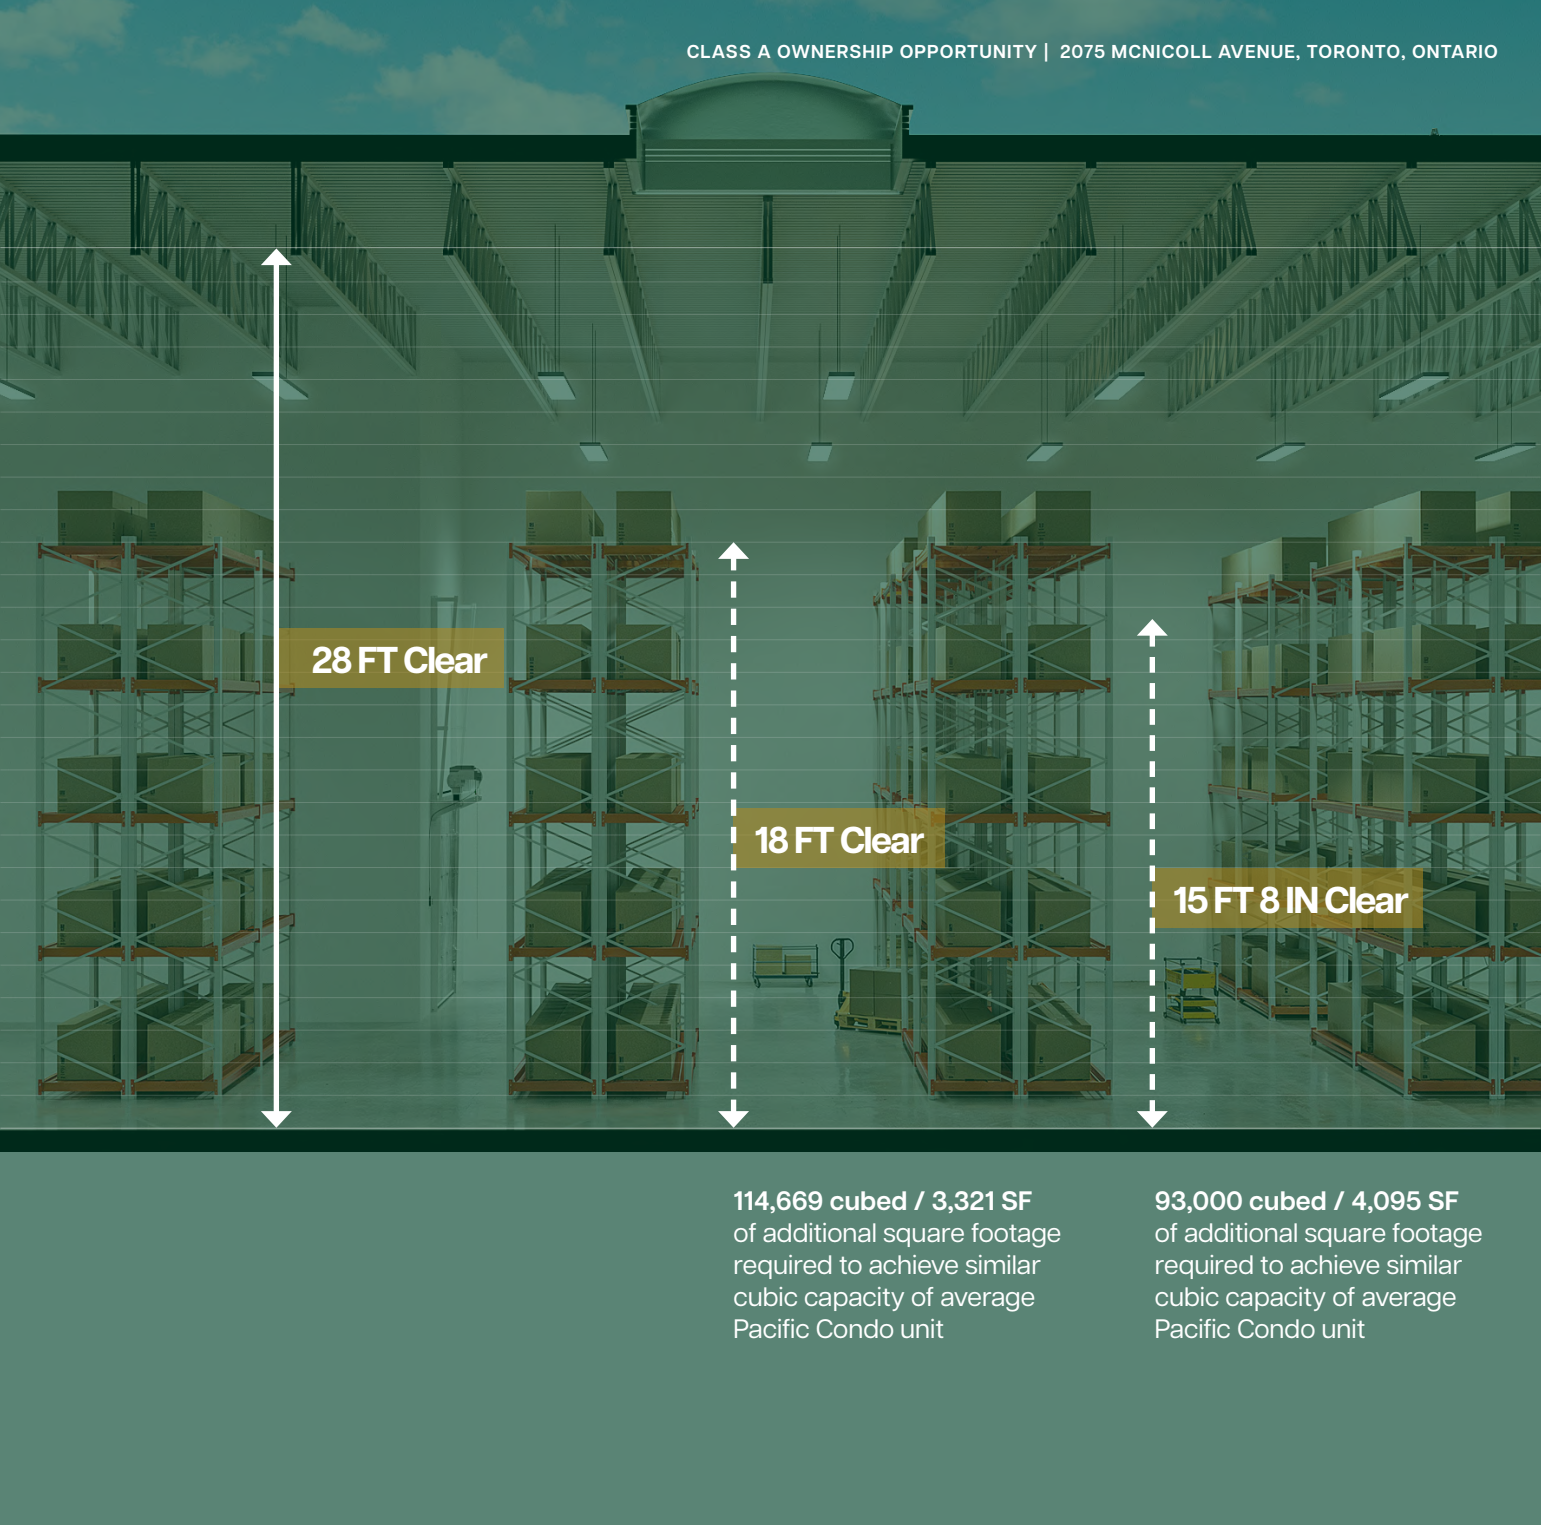 CLASS A OWNERSHIP OPPORTUNITY | 2075 MCNICOLL AVENUE, TORONTO, ONTARIO
28 FT Clear
18 FT Clear
15 FT 8 IN Clear
114,669 cubed / 3,321 SF
of additional square footage
required to achieve similar
cubic capacity of average
Pacific Condo unit
93,000 cubed / 4,095 SF
of additional square footage
required to achieve similar
cubic capacity of average
Pacific Condo unit